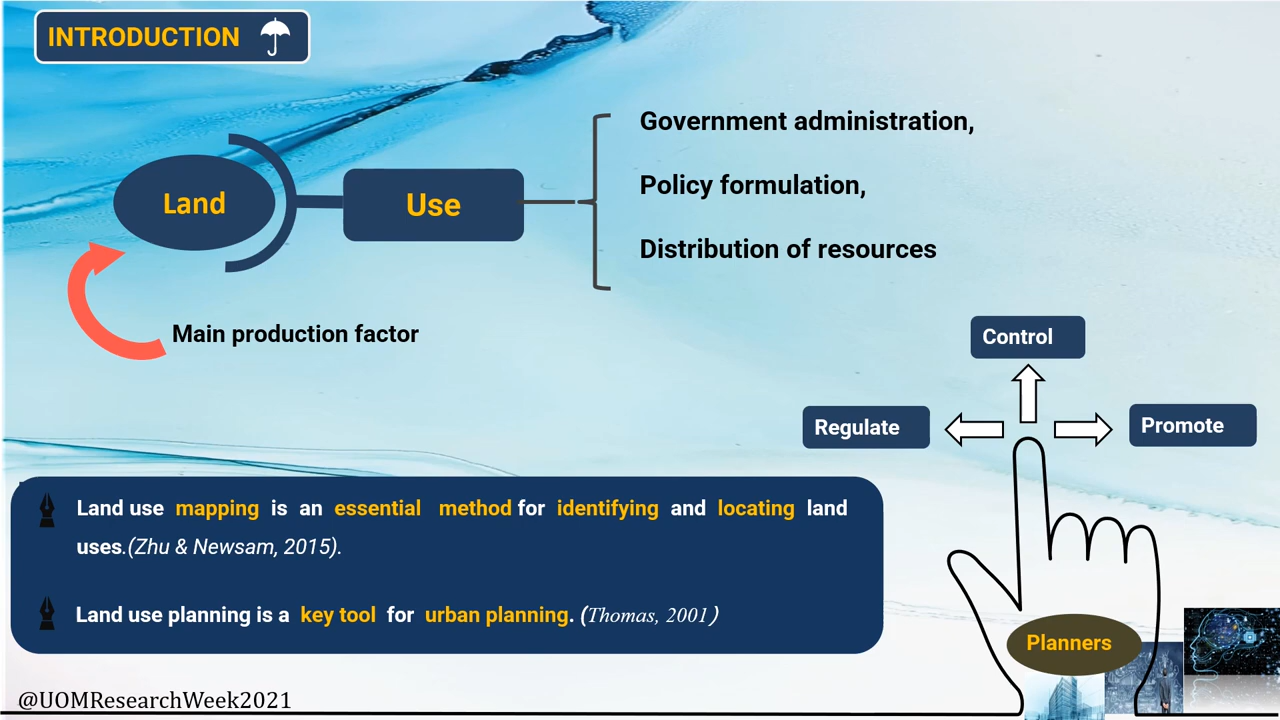 INTRODUCTION
Land
Use
Government administration,
Policy formulation,
Distribution of resources
Main production factor
Control
Regulate
Promote
Land use mapping is an essential method for identifying and locating land
uses.(Zhu & Newsam, 2015).
Land use planning is a key tool for urban planning. (Thomas, 2001)
Planners
@UOMResearchWeek2021